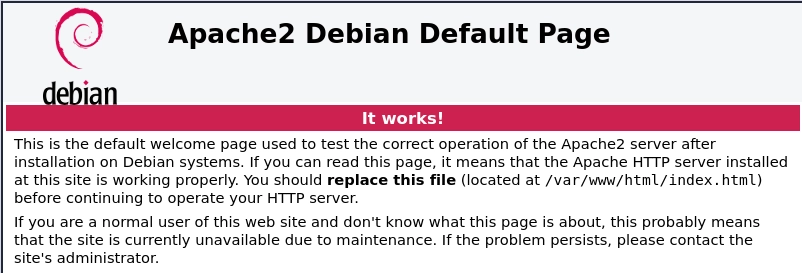 Apache2 Debian Default Page
debian
It works!
This is the default welcome page used to test the correct operation of the Apache2 server after
installation on Debian systems. If you can read this page, it means that the Apache HTTP server installed
at this site is working properly. You should replace this file (located at /var/www/html/index.html)
before continuing to operate your HTTP server.
If you are a normal user of this web site and don't know what this page is about, this probably means
that the site is currently unavailable due to maintenance. If the problem persists, please contact the
site's administrator.